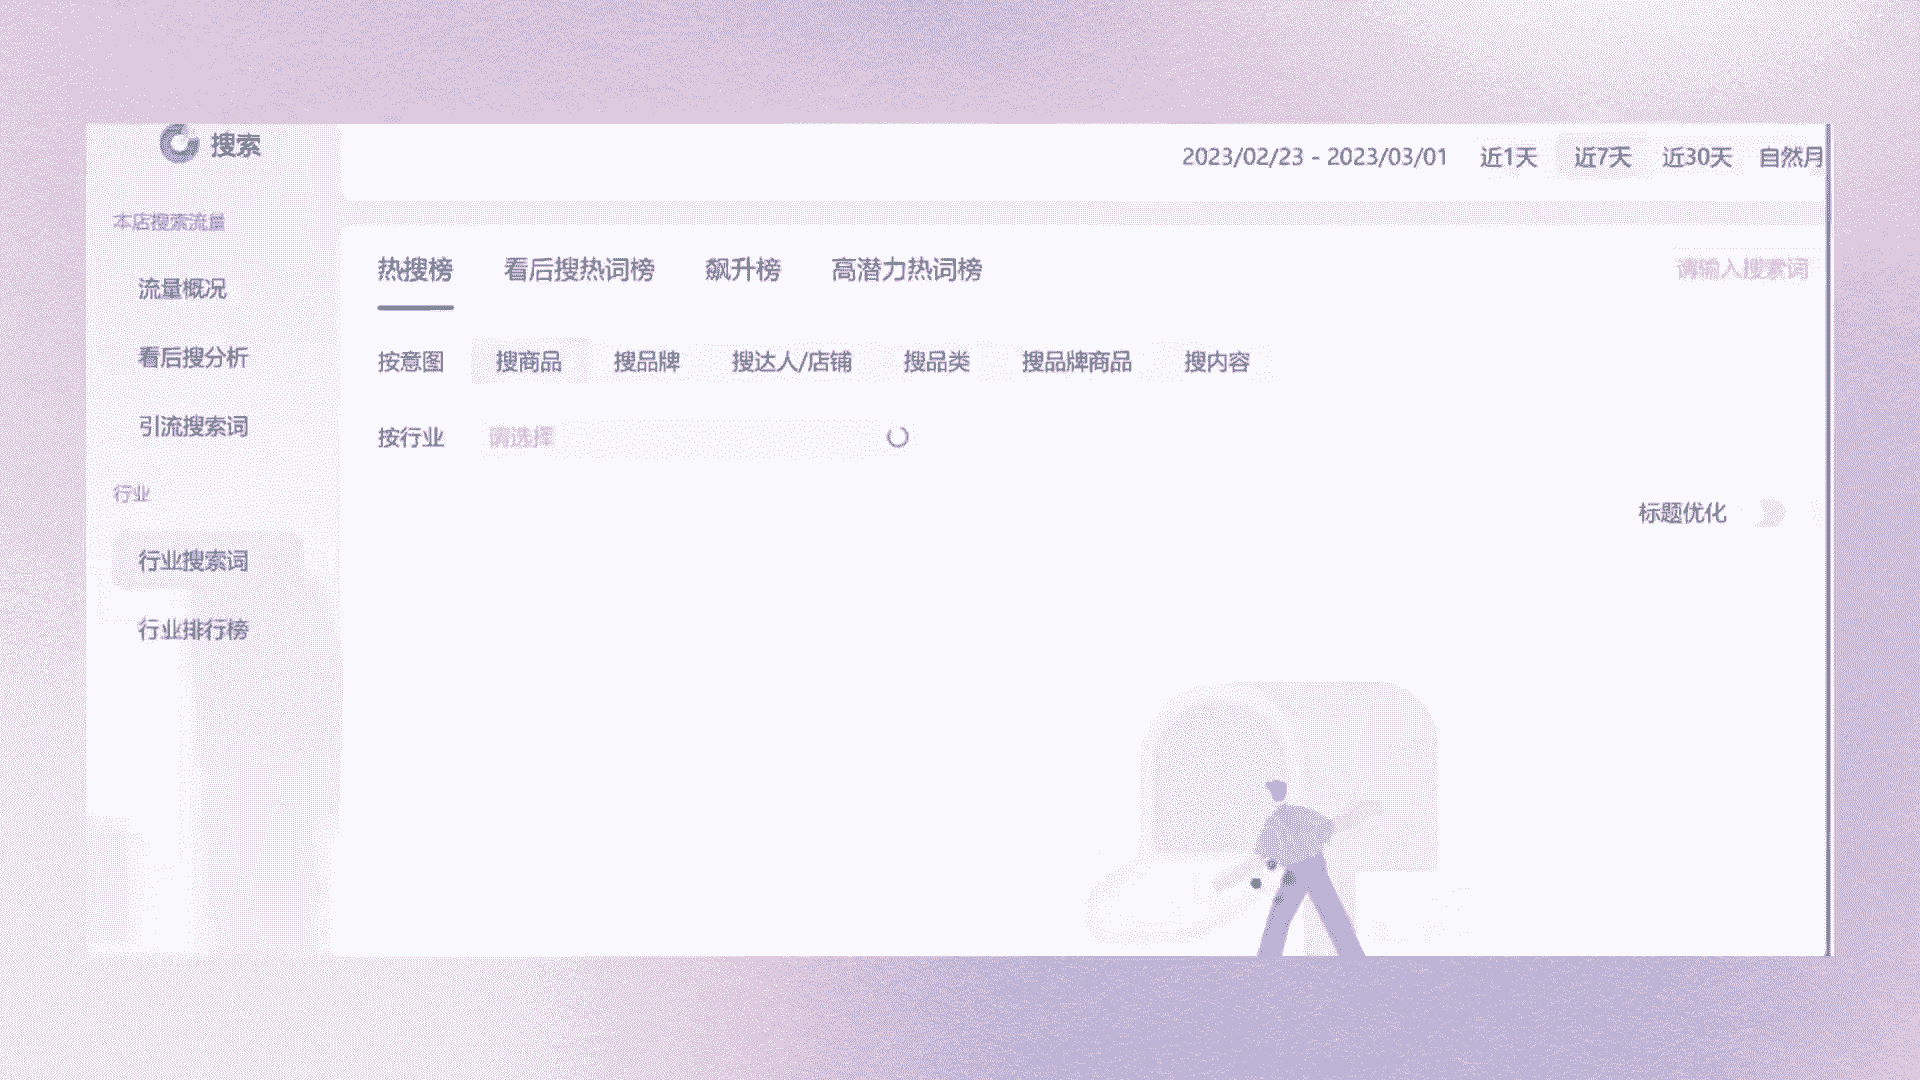 搜索
本店搜索流量
流量概况
看后搜分析
引流搜索词
行业
行业搜索词
行业排行榜
2023/02/23 - 2023/03/01 近1天 近7天 近30天 自然月
热搜榜 看后搜热词榜 飙升榜 高潜力热词榜 请输入搜索词
按意图 搜商品 搜品牌 搜达人/店铺 搜品类 搜品牌商品 搜内容
按行业 请选择
标题优化